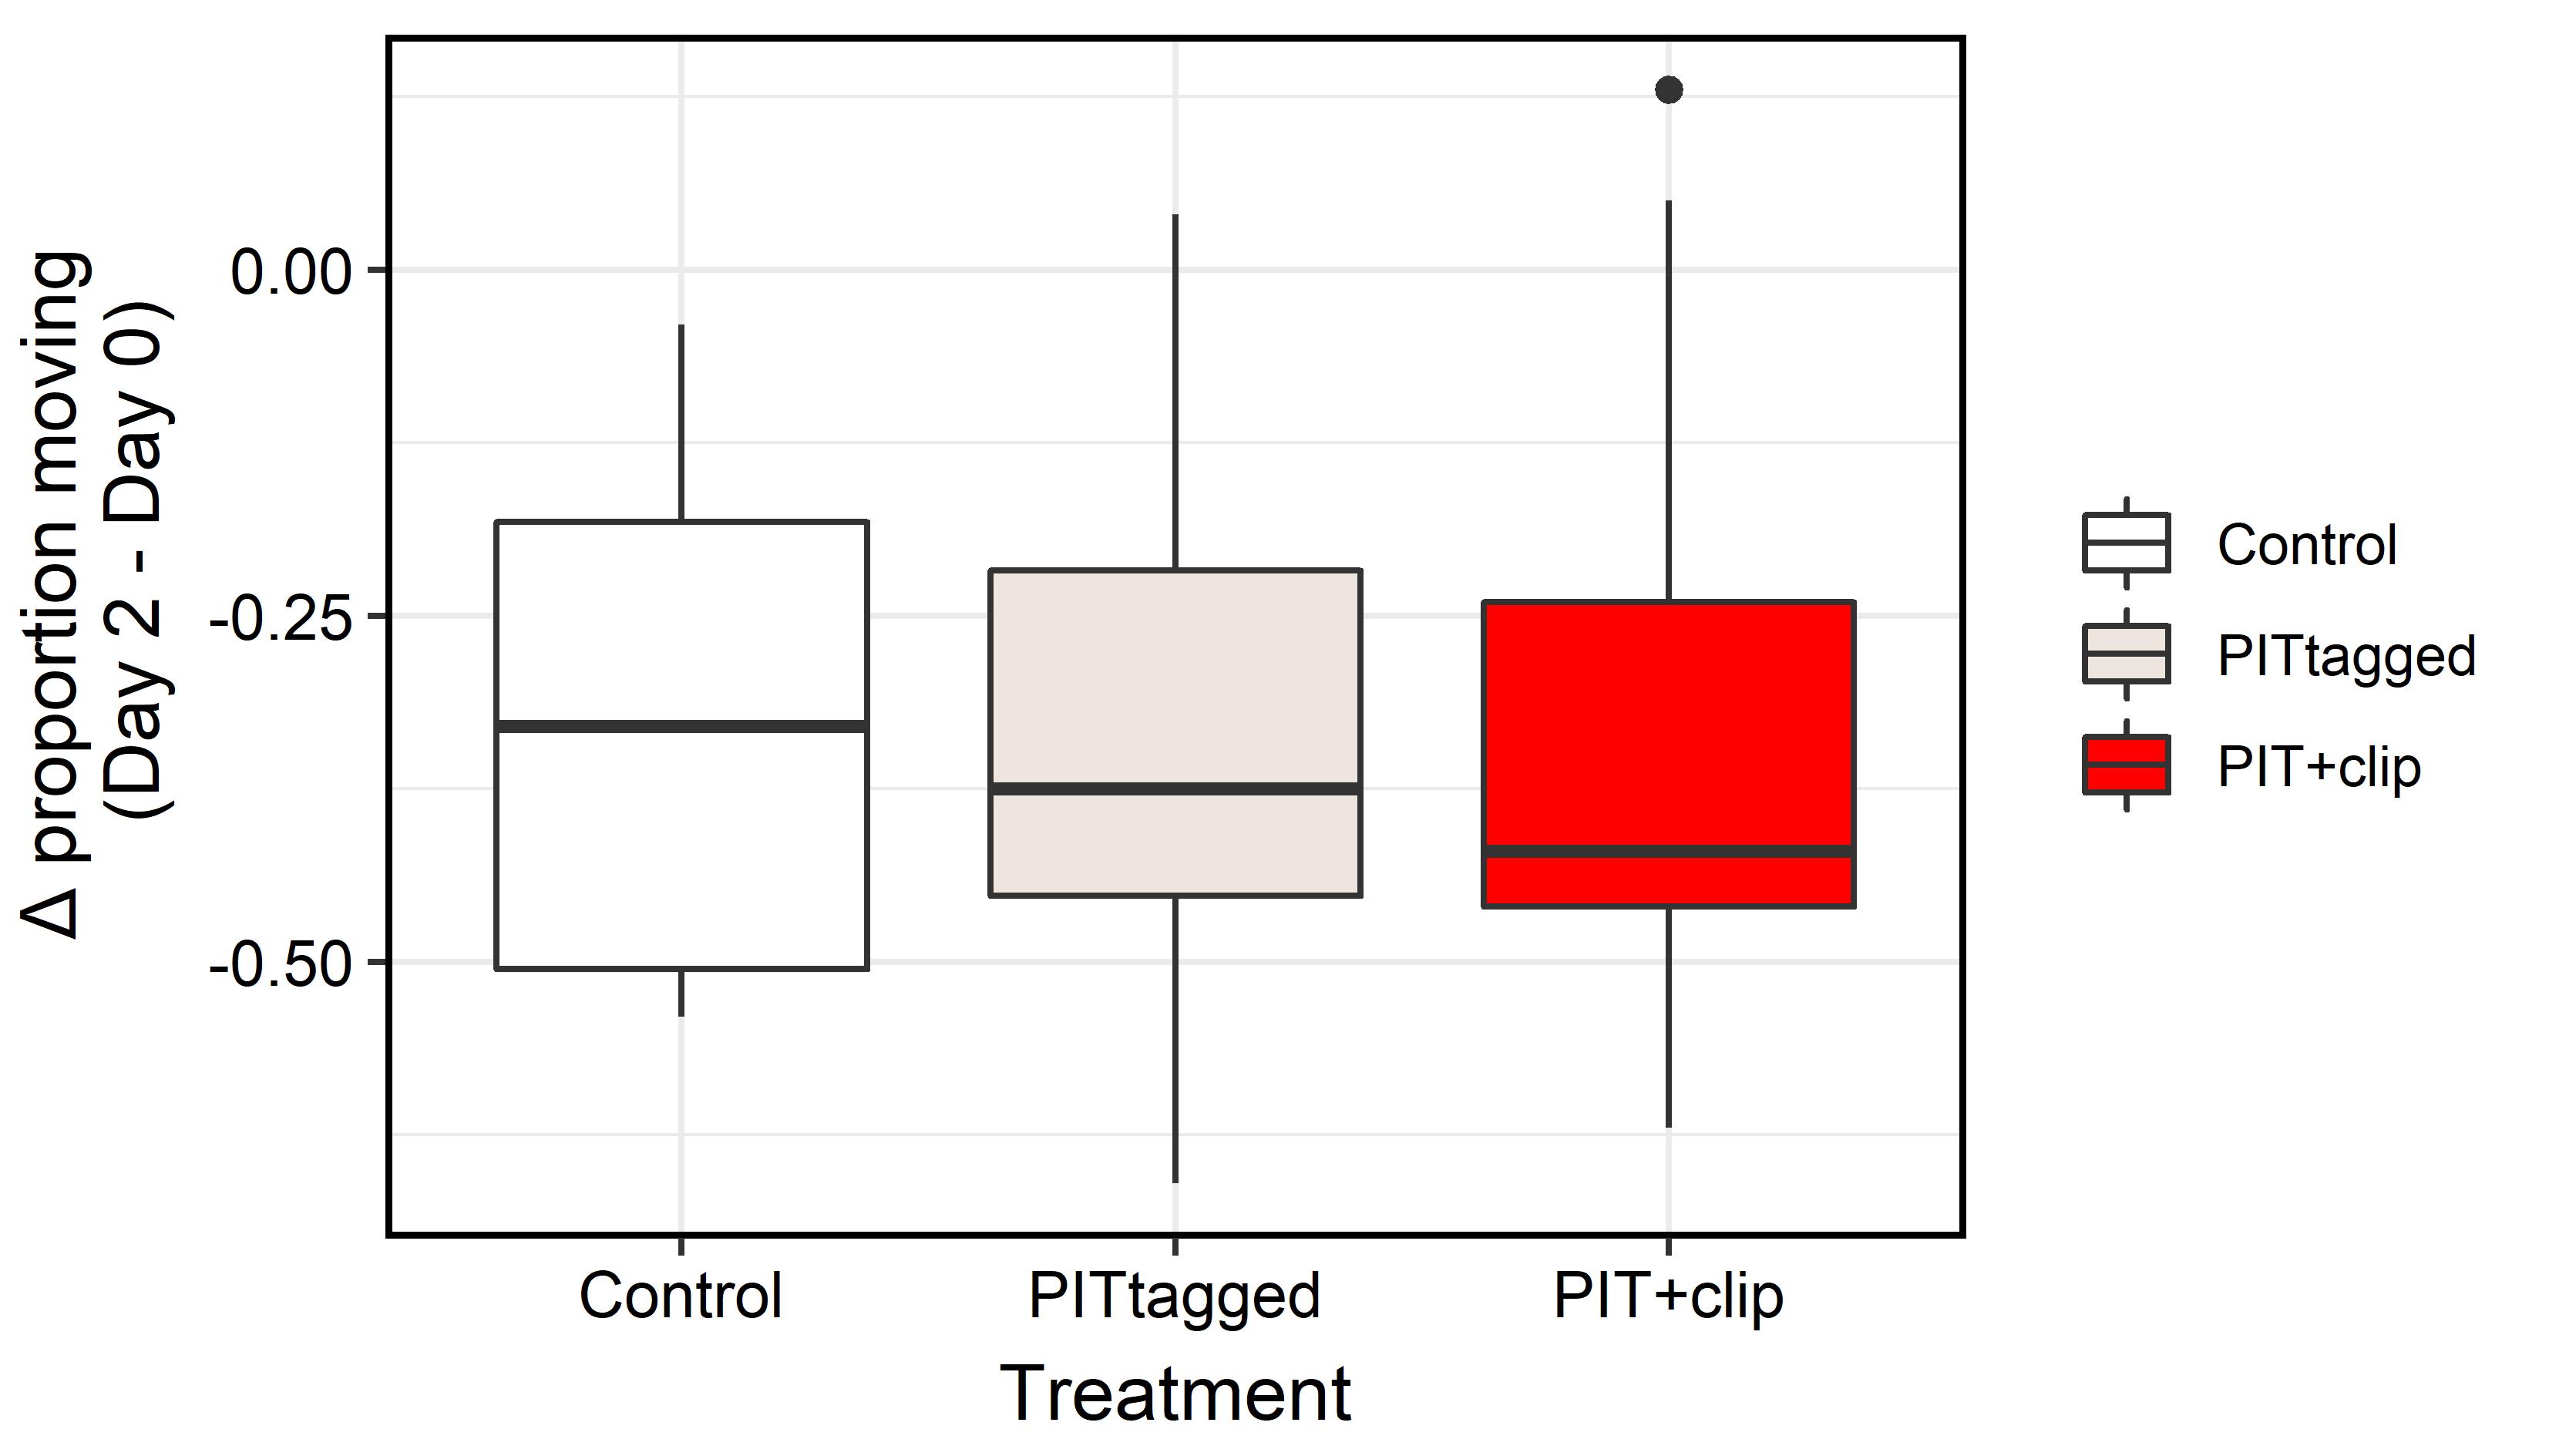 Δ proportion moving
(Day 2 - Day 0)
0.00
-0.25
-0.50
Control
PITtagged
PIT+clip
Treatment
Control
PITtagged
PIT+clip